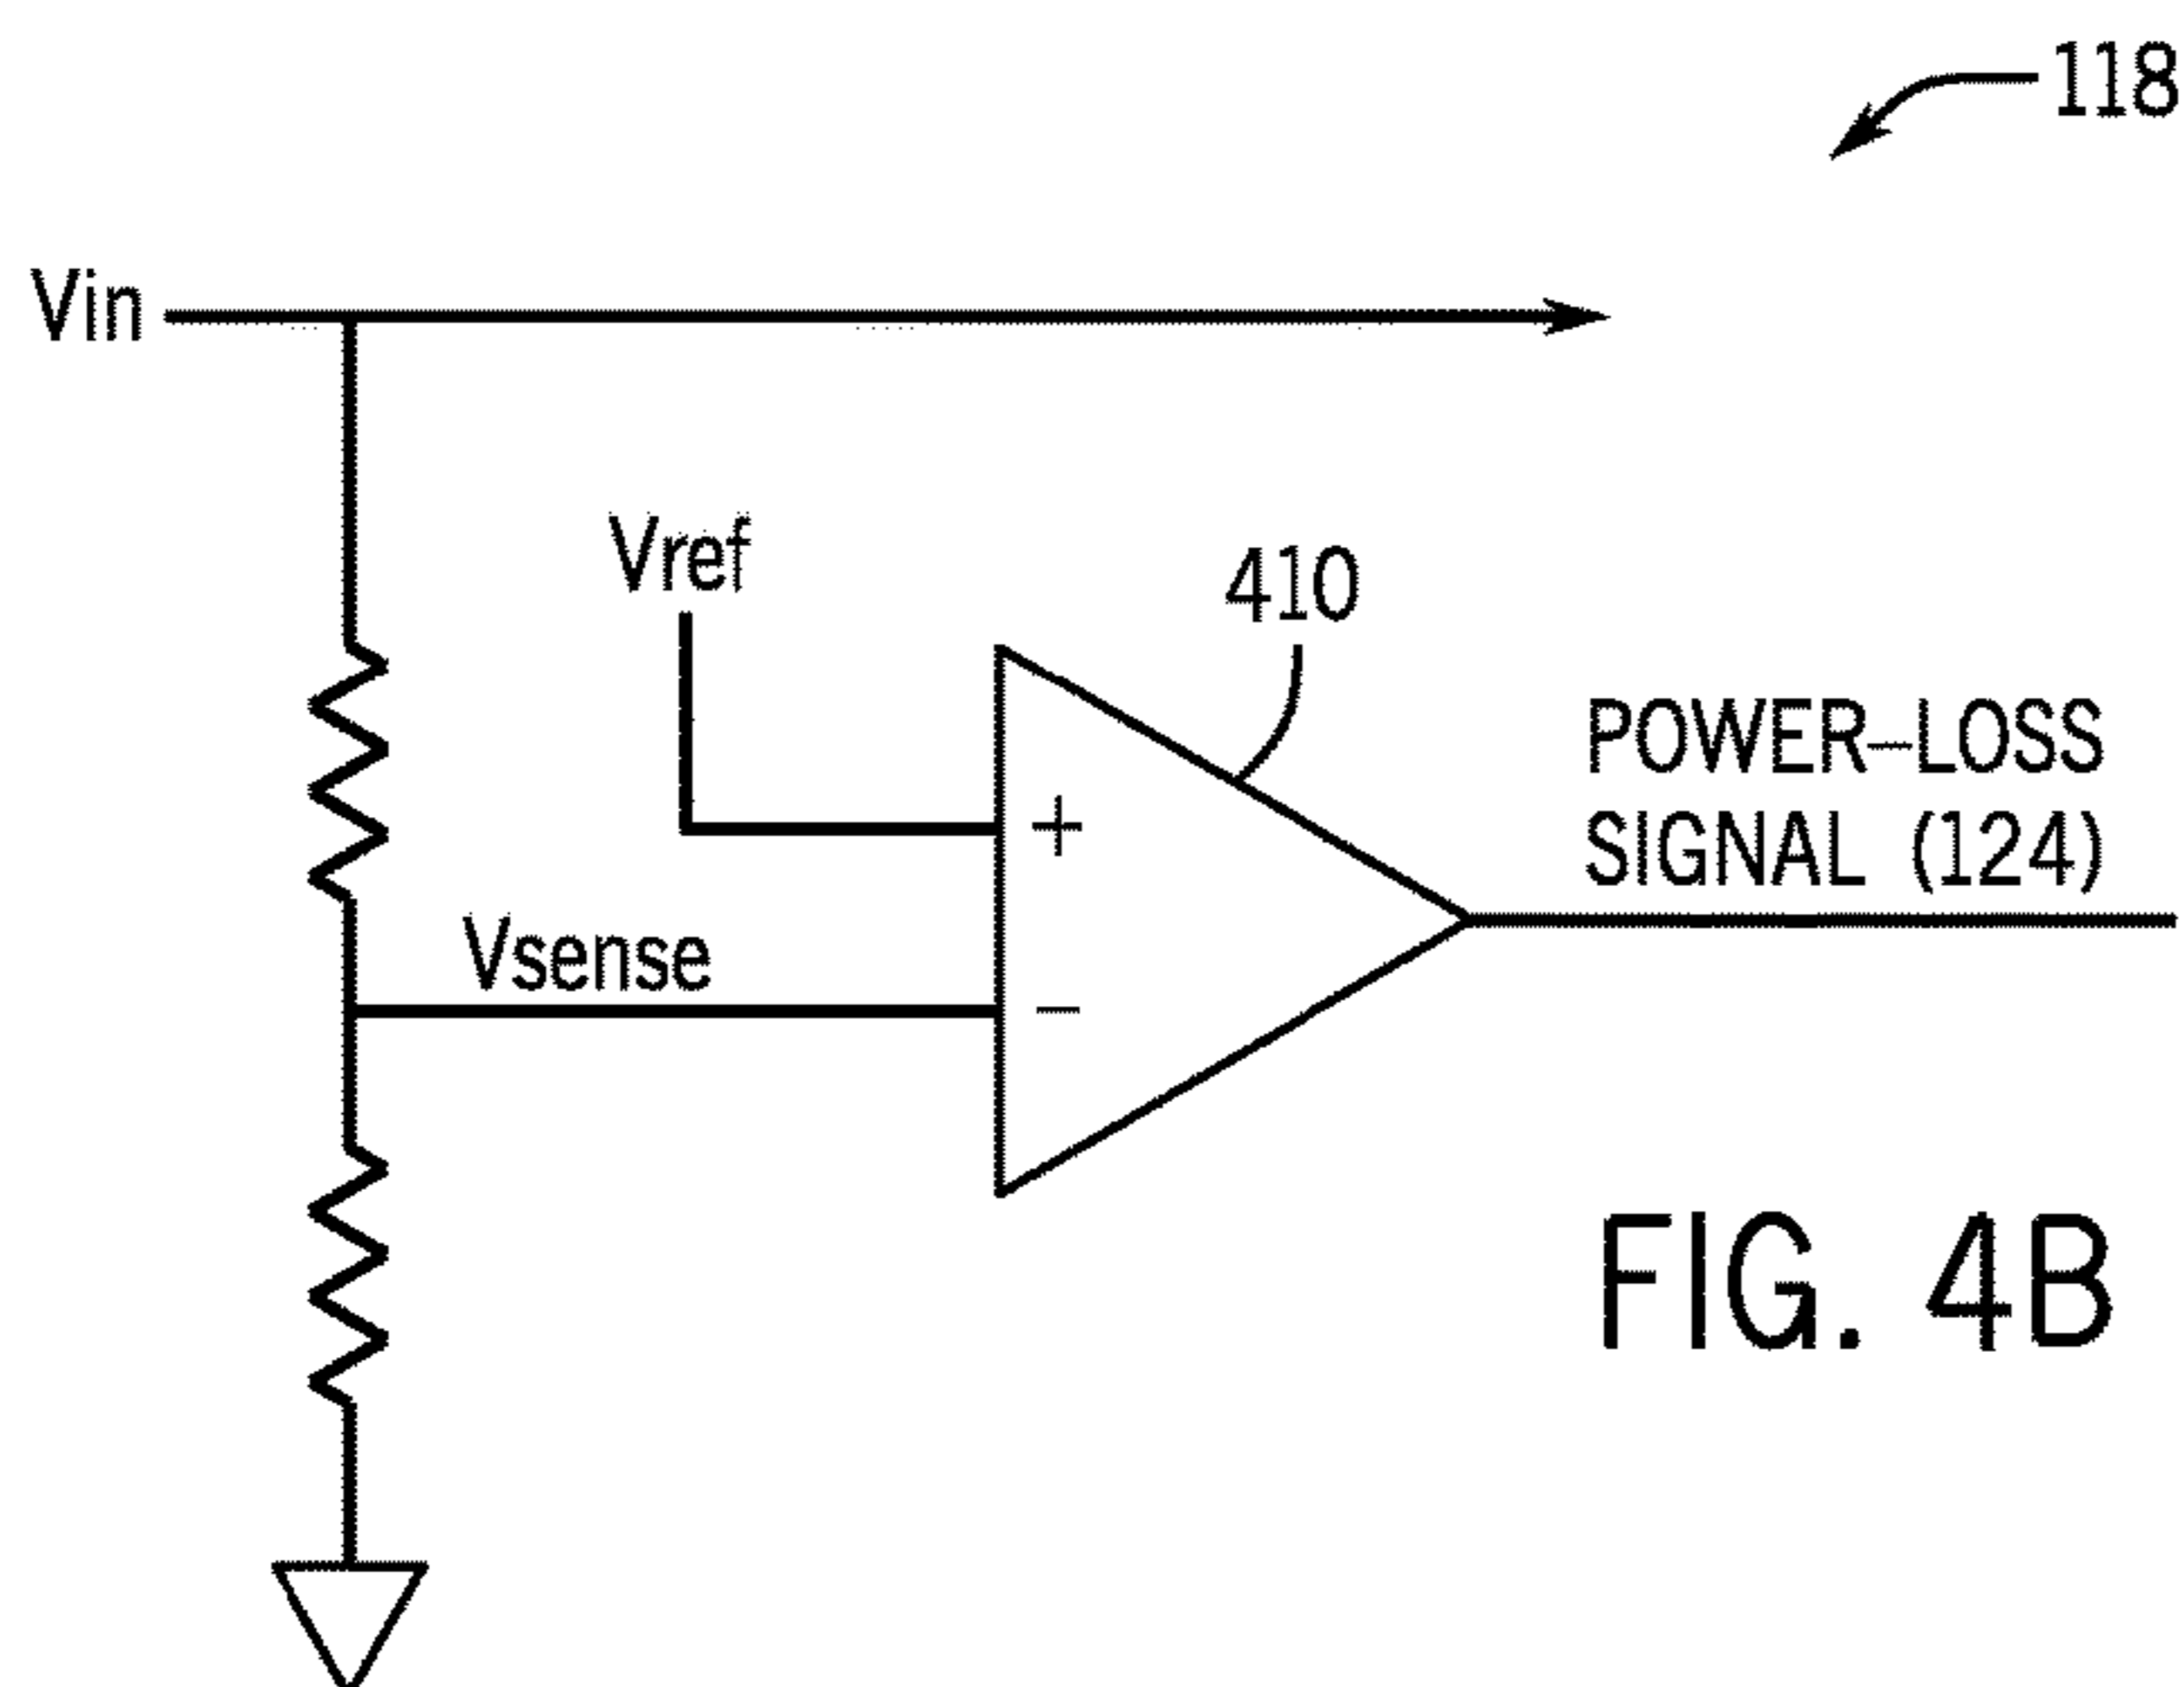 118
Vin
Vref
410
POWER–LOSS
SIGNAL (124)
+
Vsense
−
FIG. 4B